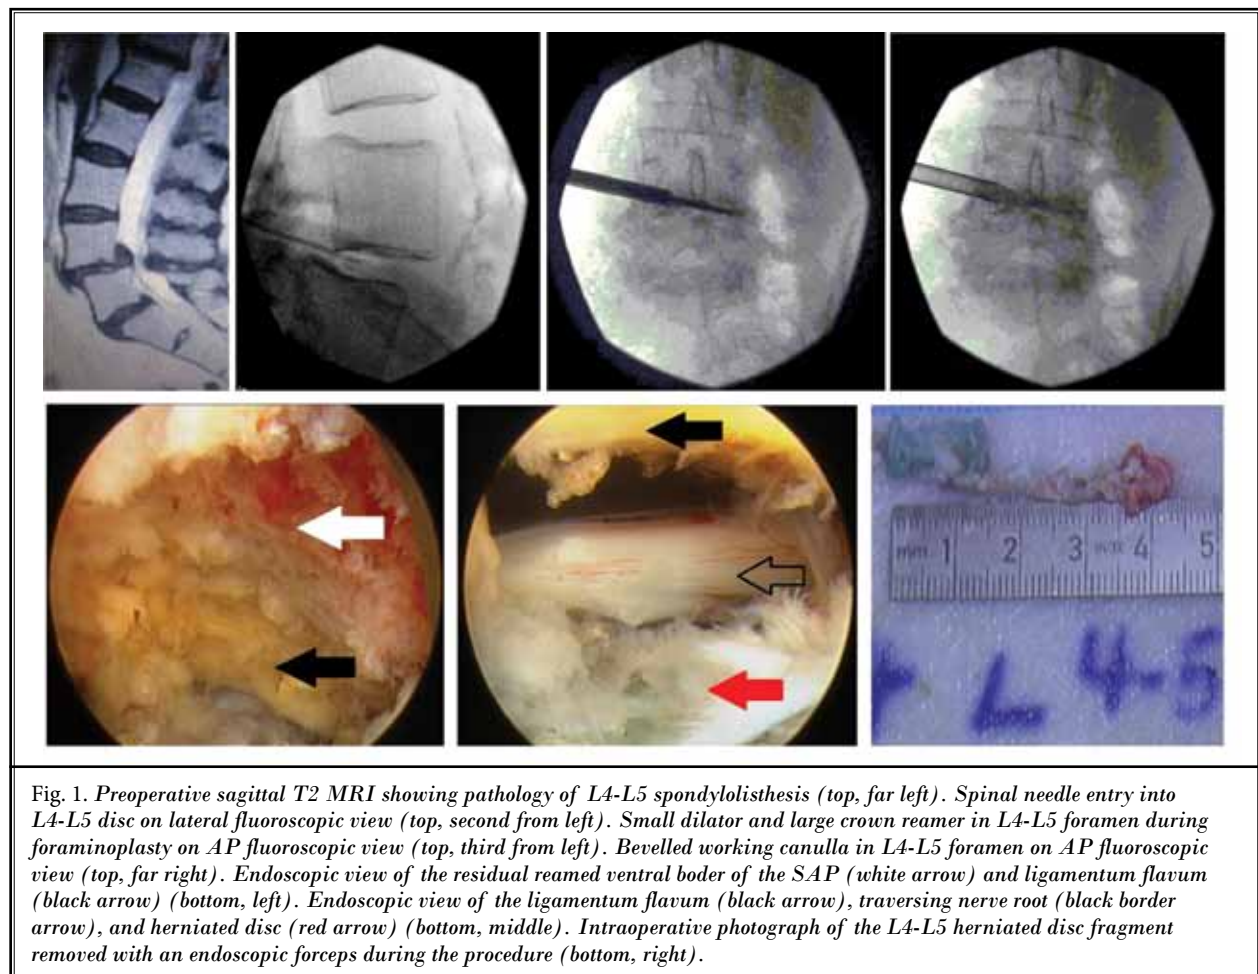 mm 1 2 3 mm 4 5
L 4-5
Fig. 1. Preoperative sagittal T2 MRI showing pathology of L4-L5 spondylolisthesis (top, far left). Spinal needle entry into
L4-L5 disc on lateral fluoroscopic view (top, second from left). Small dilator and large crown reamer in L4-L5 foramen during
foraminoplasty on AP fluoroscopic view (top, third from left). Bevelled working canulla in L4-L5 foramen on AP fluoroscopic
view (top, far right). Endoscopic view of the residual reamed ventral boder of the SAP (white arrow) and ligamentum flavum
(black arrow) (bottom, left). Endoscopic view of the ligamentum flavum (black arrow), traversing nerve root (black border
arrow), and herniated disc (red arrow) (bottom, middle). Intraoperative photograph of the L4-L5 herniated disc fragment
removed with an endoscopic forceps during the procedure (bottom, right).